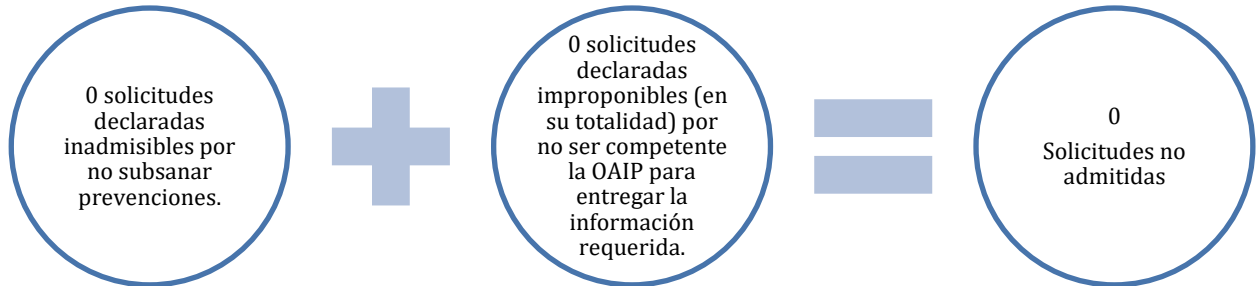 0 solicitudes
declaradas
inadmisibles por
no subsanar
prevenciones.
0 solicitudes
declaradas
improponibles (en
su totalidad) por
no ser competente
la OAIP para
entregar la
información
requerida.
0
Solicitudes no
admitidas